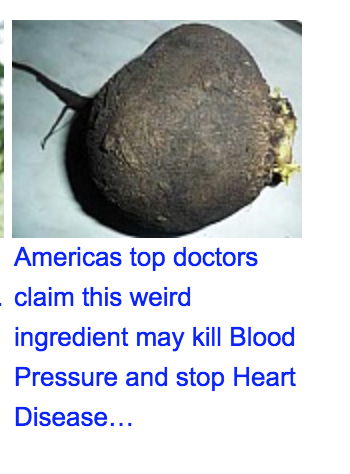 Americas top doctors
. claim this weird
ingredient may kill Blood
Pressure and stop Heart
Disease…